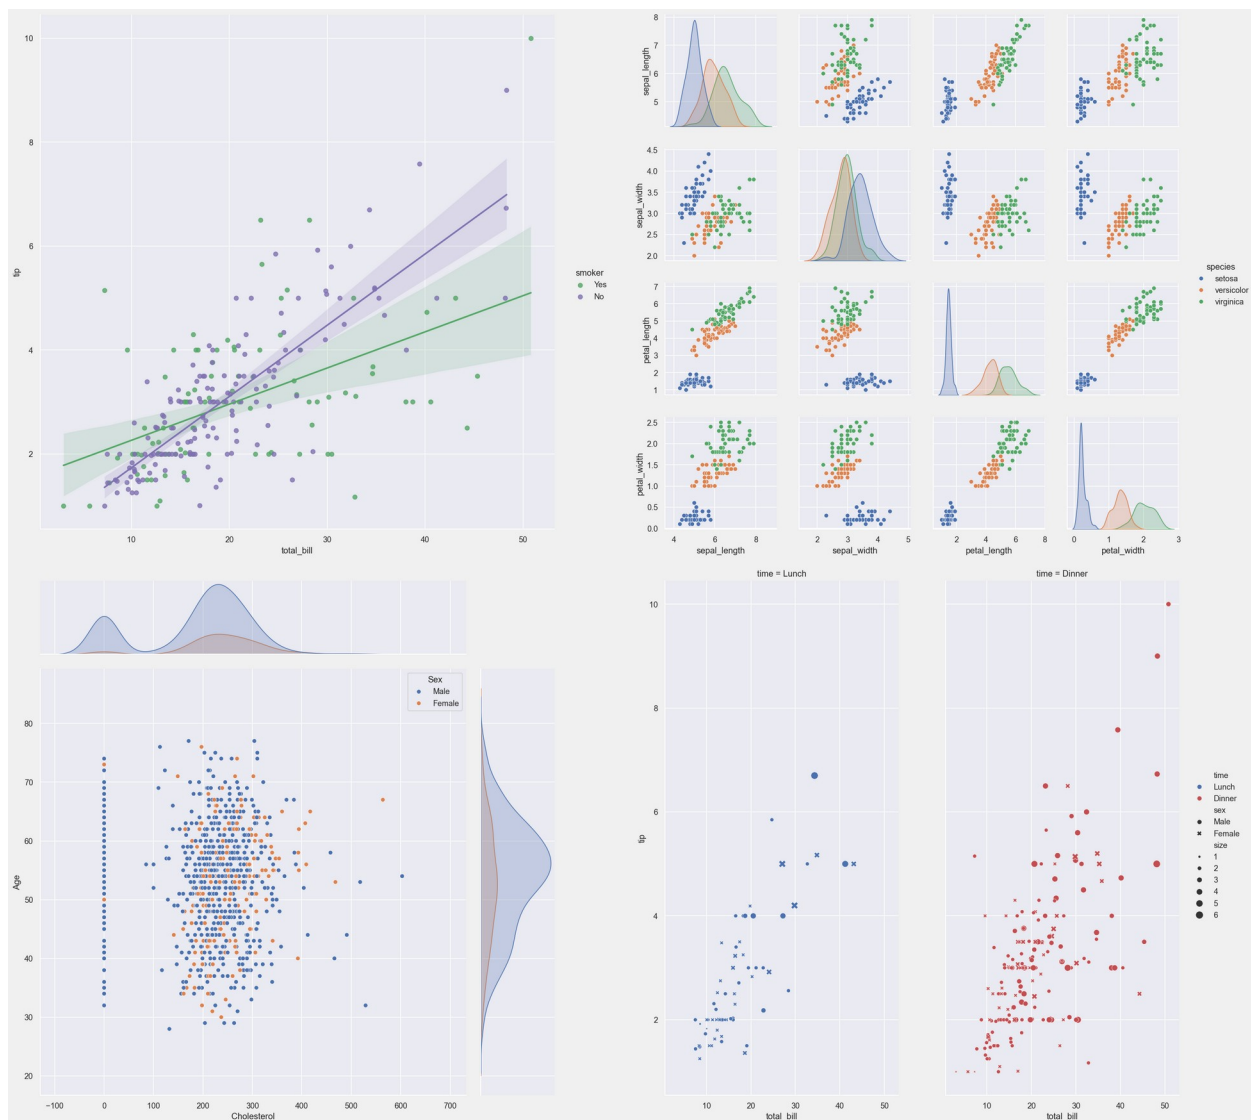 10
8
6
4
2
tip
10
20
30
40
50
total_bill
smoker
Yes
No
8
7
6
5
sepal_length
4.5
4.0
3.5
3.0
2.5
2.0
sepal_width
7
6
5
4
3
2
1
petal_length
2.5
2.0
1.5
1.0
0.5
0.0
petal_width
4
6
8
sepal_length
2
3
4
5
sepal_width
2
4
6
8
petal_length
0
1
2
3
petal_width
species
setosa
versicolor
virginica
Sex
Male
Female
80
70
60
50
40
30
20
Age
−100
0
100
200
300
400
500
600
700
Cholesterol
time = Lunch
time = Dinner
10
8
6
4
2
tip
10
20
30
40
50
total_bill
10
20
30
40
50
total_bill
time
Lunch
Dinner
sex
Male
Female
size
1
2
3
4
5
6